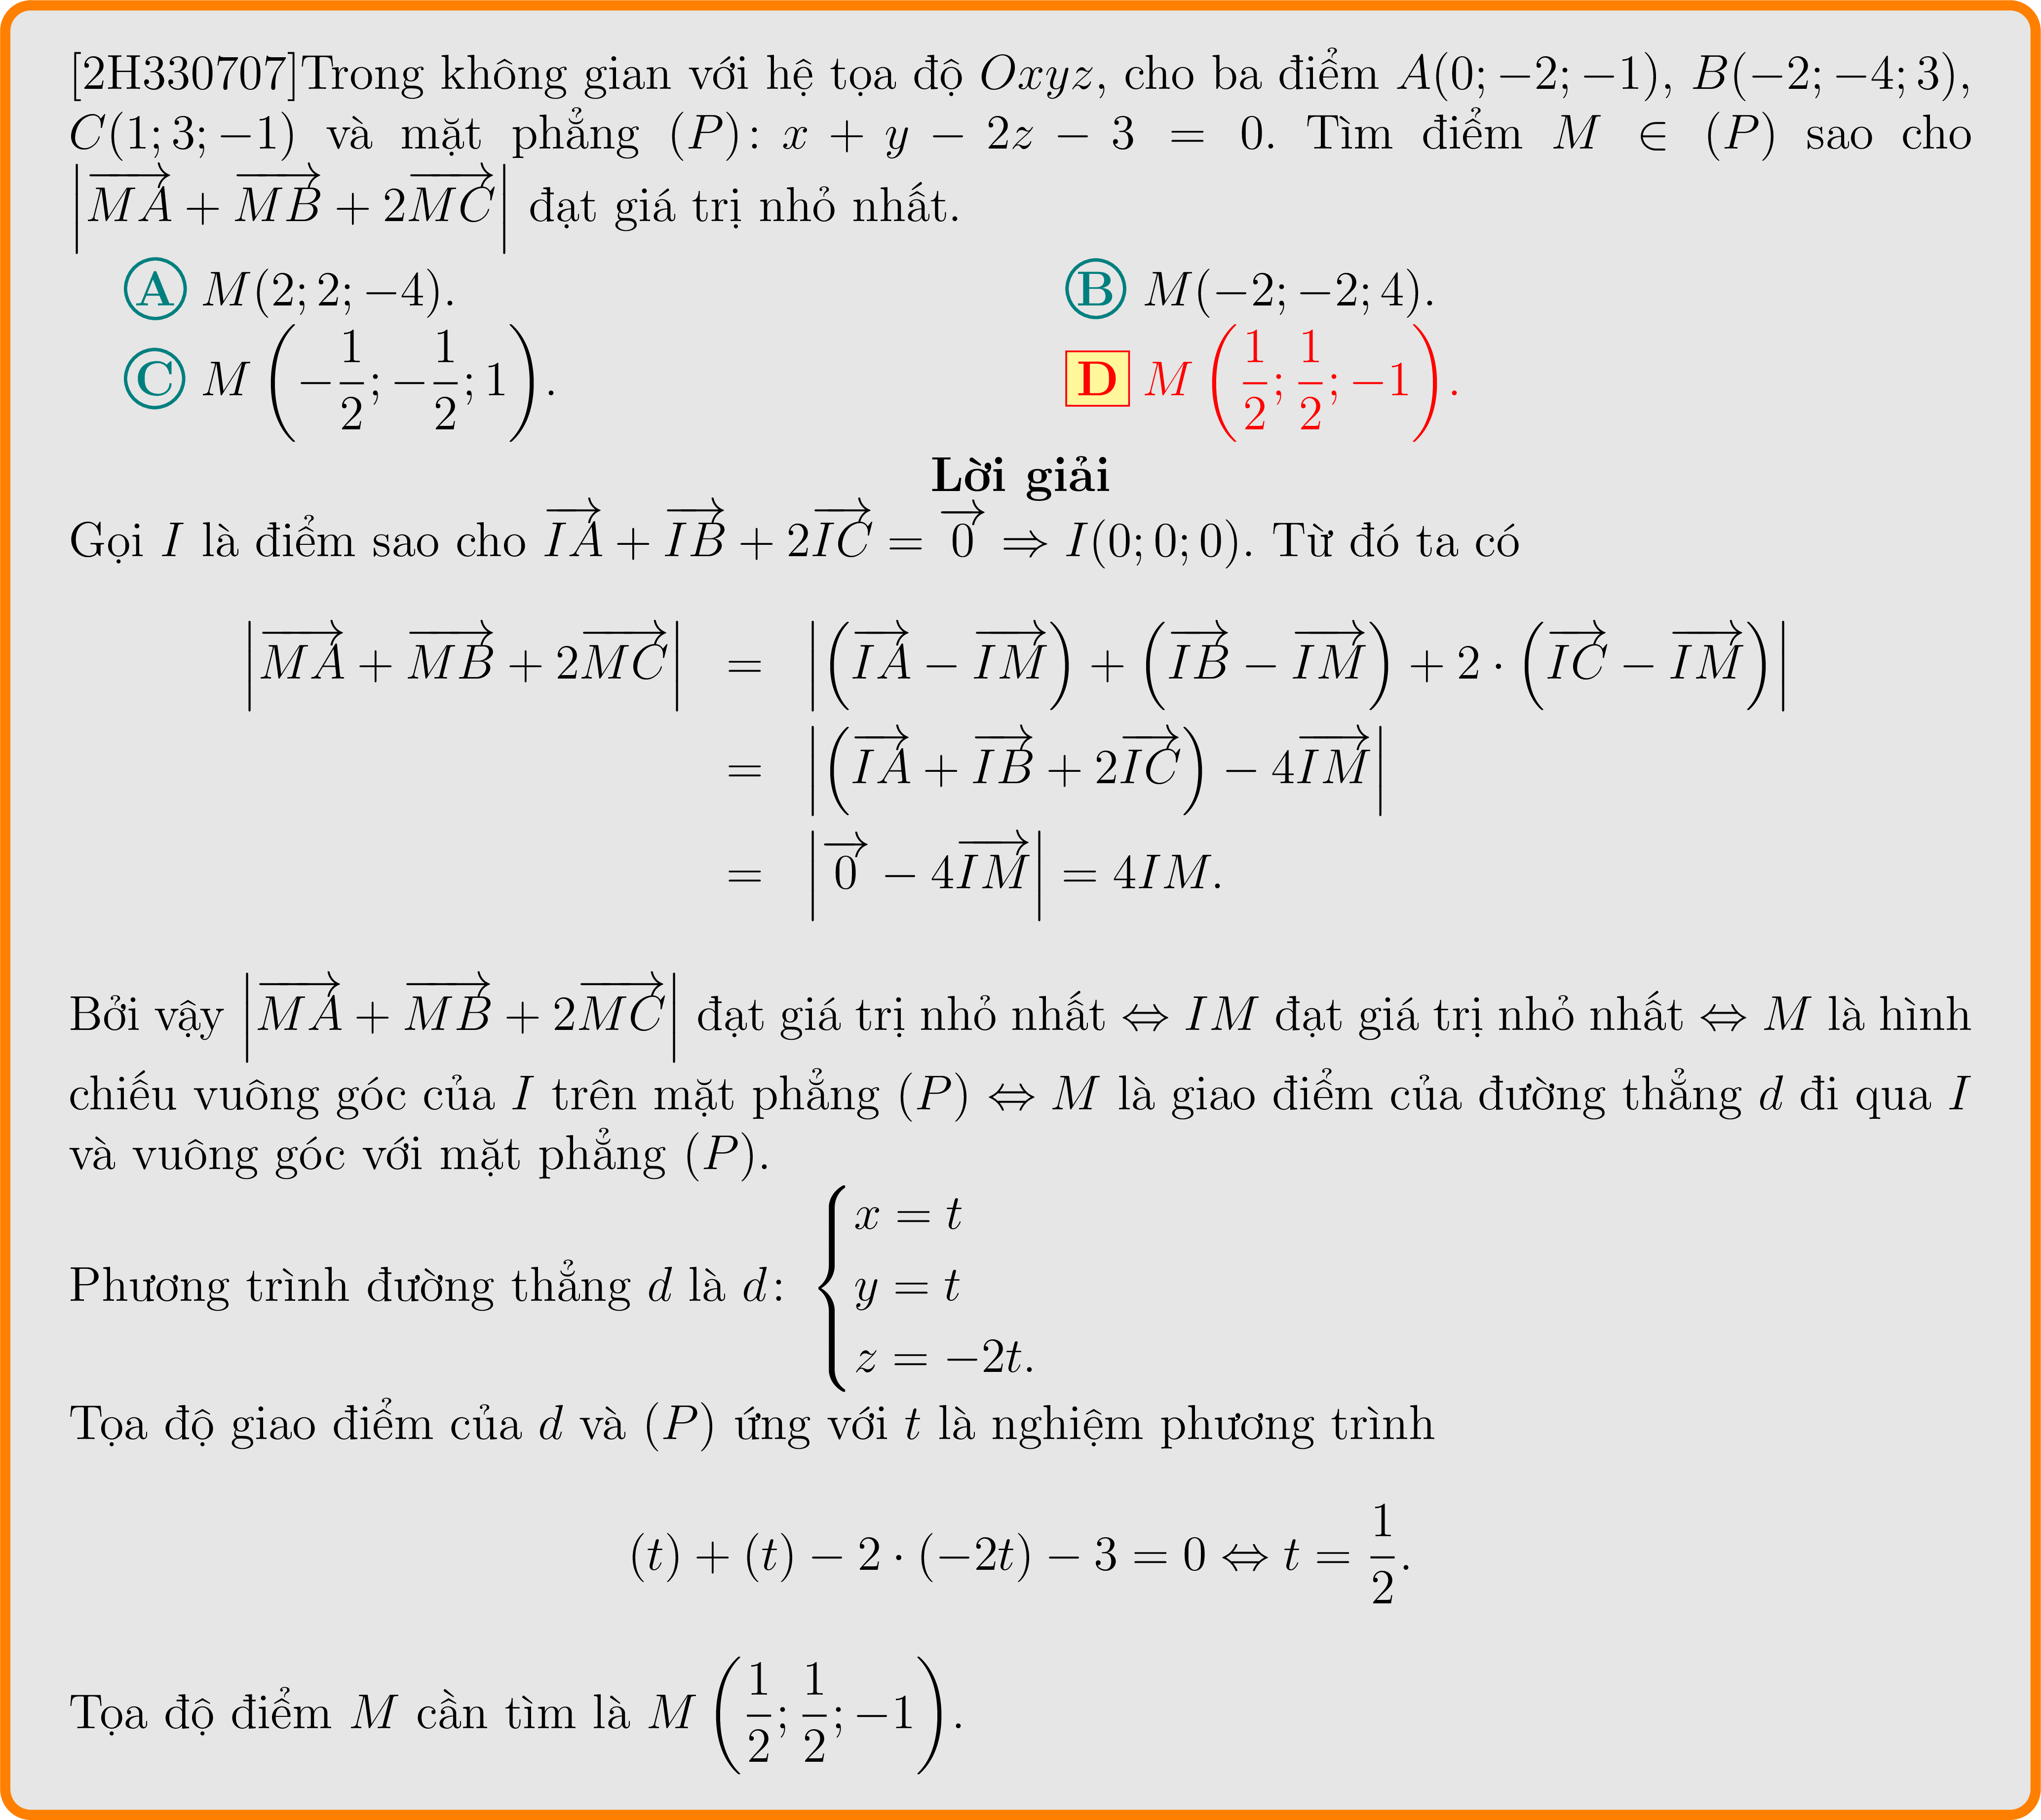 [2H330707]Trong không gian với hệ tọa độ $Oxyz$, cho ba điểm $A(0; -2; -1)$, $B(-2; -4; 3)$,
$C(1; 3; -1)$ và mặt phẳng $(P)$: $x + y - 2z - 3 = 0$. Tìm điểm $M \in (P)$ sao cho
$\left|\overrightarrow{MA} + \overrightarrow{MB} + 2\overrightarrow{MC}\right|$ đạt giá trị nhỏ nhất.
Ⓐ $M(2; 2; -4)$. Ⓑ $M(-2; -2; 4)$.
Ⓒ $M\left(-\dfrac{1}{2}; -\dfrac{1}{2}; 1\right)$. D $M\left(\dfrac{1}{2}; \dfrac{1}{2}; -1\right)$.
Lời giải
Gọi $I$ là điểm sao cho $\overrightarrow{IA} + \overrightarrow{IB} + 2\overrightarrow{IC} = \overrightarrow{0} \Rightarrow I(0; 0; 0)$. Từ đó ta có
$\left|\overrightarrow{MA} + \overrightarrow{MB} + 2\overrightarrow{MC}\right| = \left|\left(\overrightarrow{IA} - \overrightarrow{IM}\right) + \left(\overrightarrow{IB} - \overrightarrow{IM}\right) + 2 \cdot \left(\overrightarrow{IC} - \overrightarrow{IM}\right)\right|$
$= \left|\left(\overrightarrow{IA} + \overrightarrow{IB} + 2\overrightarrow{IC}\right) - 4\overrightarrow{IM}\right|$
$= \left|\overrightarrow{0} - 4\overrightarrow{IM}\right| = 4IM.$
Bởi vậy $\left|\overrightarrow{MA} + \overrightarrow{MB} + 2\overrightarrow{MC}\right|$ đạt giá trị nhỏ nhất $\Leftrightarrow$ $IM$ đạt giá trị nhỏ nhất $\Leftrightarrow$ $M$ là hình
chiếu vuông góc của $I$ trên mặt phẳng $(P)$ $\Leftrightarrow$ $M$ là giao điểm của đường thẳng $d$ đi qua $I$
và vuông góc với mặt phẳng $(P)$.
Phương trình đường thẳng $d$ là $d$: $\begin{cases} x = t \\ y = t \\ z = -2t. \end{cases}$
Tọa độ giao điểm của $d$ và $(P)$ ứng với $t$ là nghiệm phương trình
$(t) + (t) - 2 \cdot (-2t) - 3 = 0 \Leftrightarrow t = \dfrac{1}{2}.$
Tọa độ điểm $M$ cần tìm là $M\left(\dfrac{1}{2}; \dfrac{1}{2}; -1\right)$.